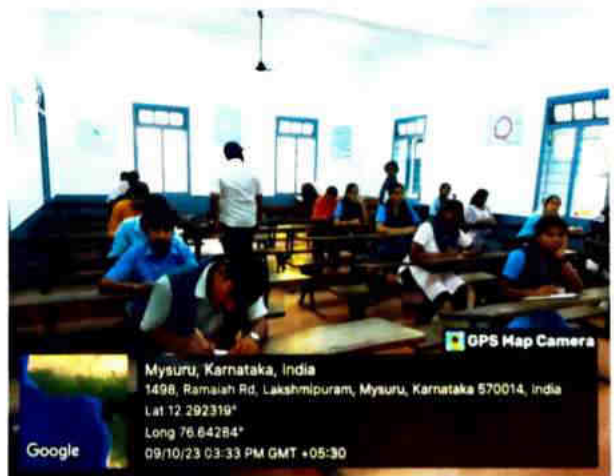 GPS Map Camera
Mysuru, Karnataka, India
1498, Ramaiah Rd, Lakshmipuram, Mysuru, Karnataka 570014, India
Lat 12.292319°
Long 76.64284°
09/10/23 03:33 PM GMT +05:30
Google